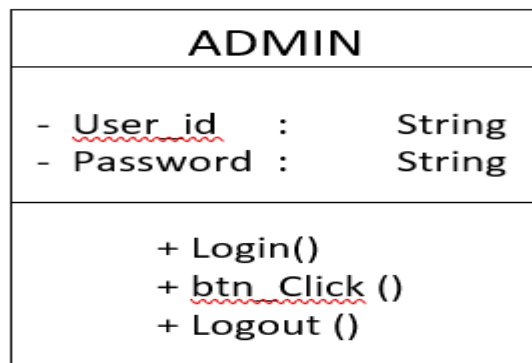 ADMIN
- User_id : String
- Password : String
+ Login()
+ btn_Click ()
+ Logout ()